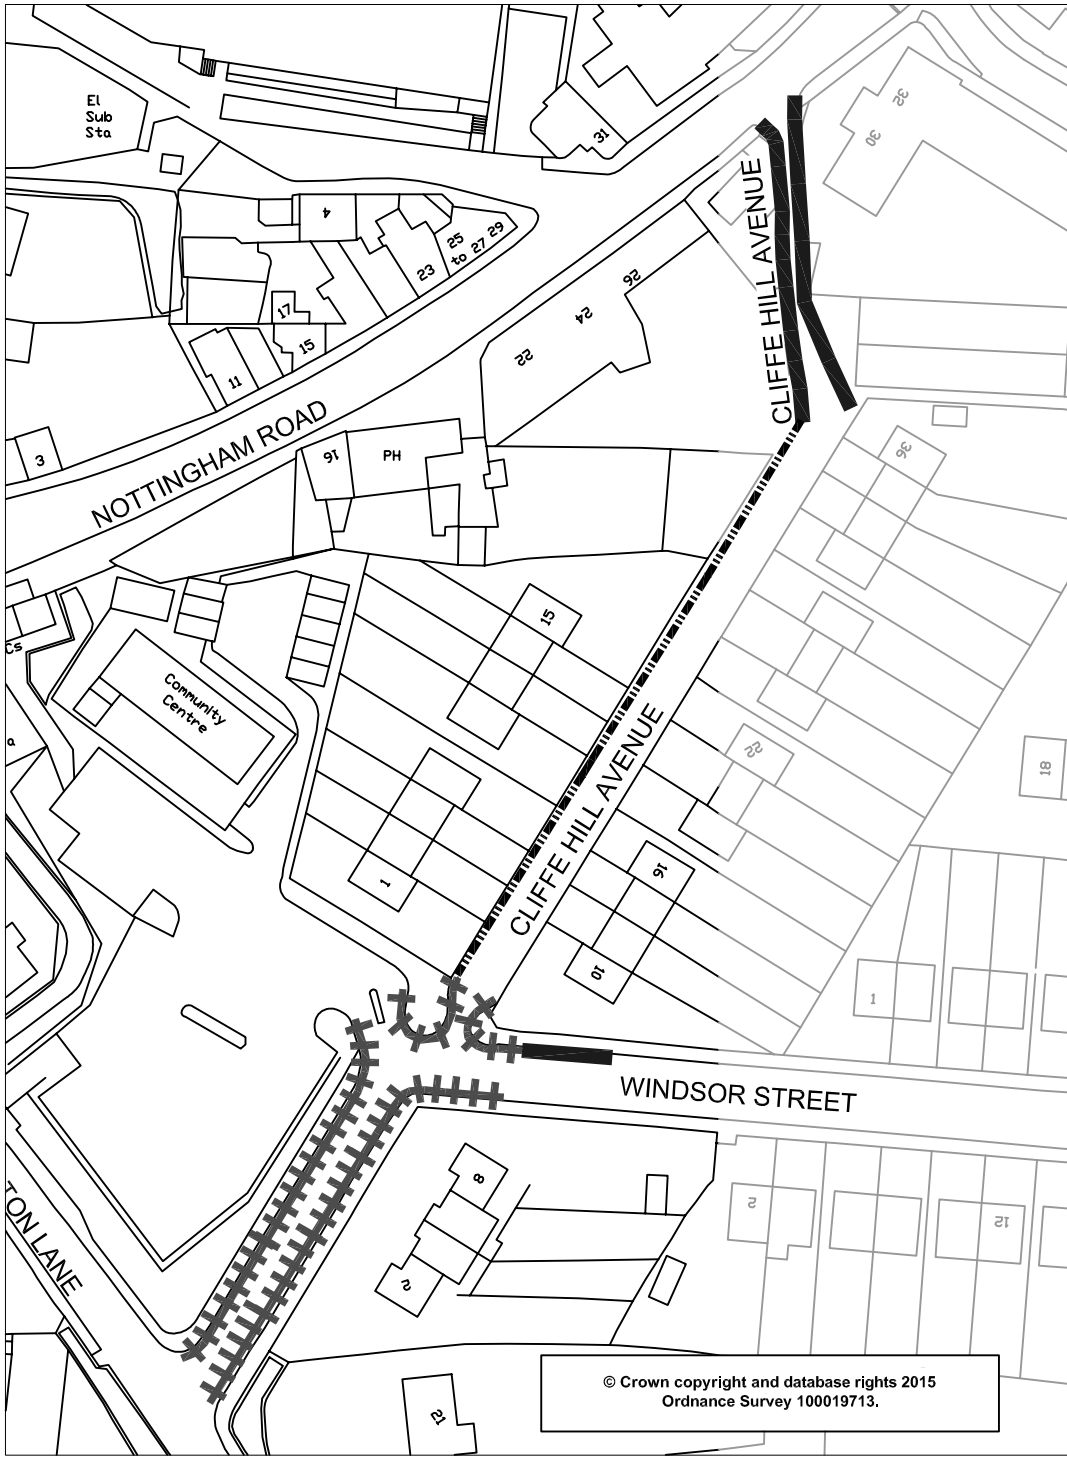 El
Sub
Sta
31
32
30
4
25
to 27 29
23
17
15
11
26
24
22
CLIFFE HILL AVENUE
3
NOTTINGHAM ROAD
16
PH
36
15
Cs
Community
Centre
a
CLIFFE HILL AVENUE
22
18
1
16
10
1
WINDSOR STREET
8
2
2
12
TON LANE
21
© Crown copyright and database rights 2015
Ordnance Survey 100019713.